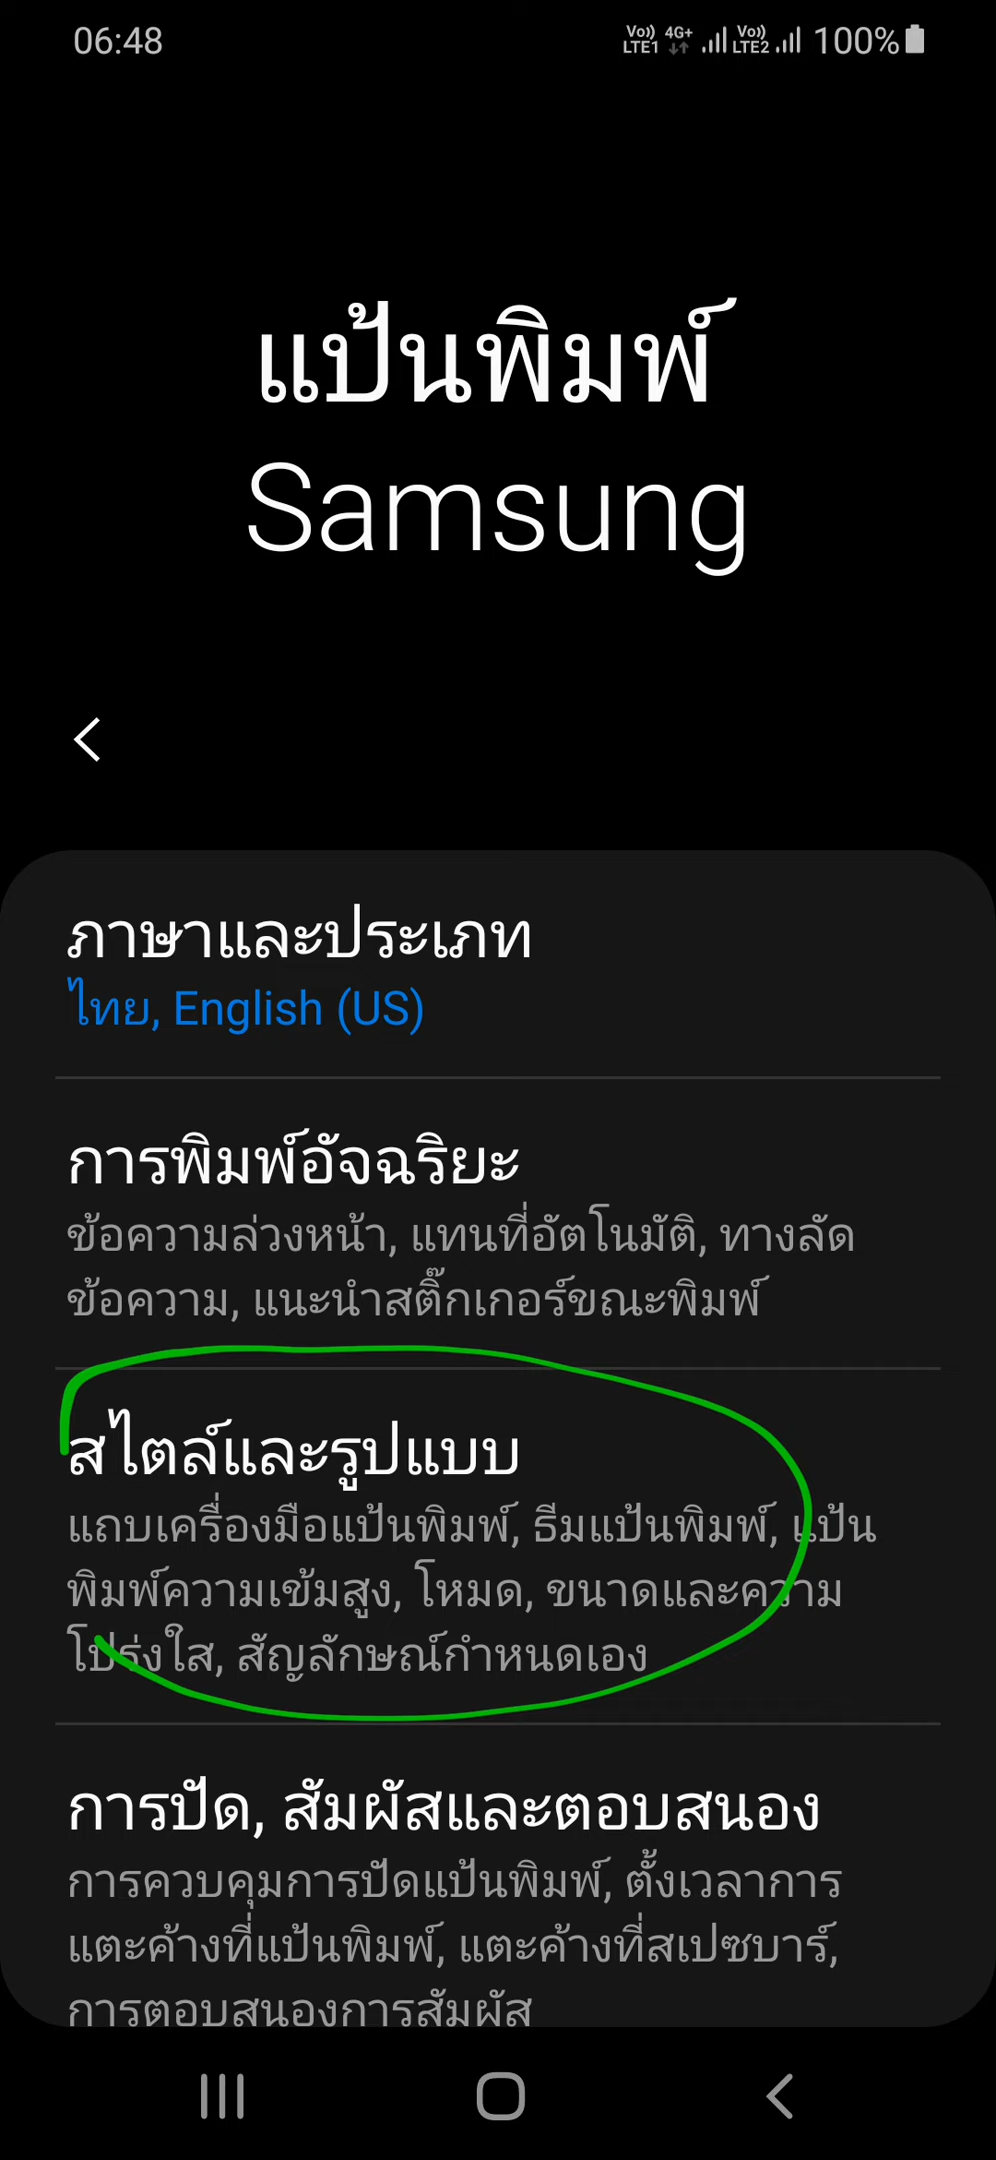 06:48
Vo)) LTE1 4G+ Vo)) LTE2 100%
แป้นพิมพ์
Samsung
ภาษาและประเภท
ไทย, English (US)
การพิมพ์อัจฉริยะ
ข้อความล่วงหน้า, แทนที่อัตโนมัติ, ทางลัด
ข้อความ, แนะนำสติ๊กเกอร์ขณะพิมพ์
สไตล์และรูปแบบ
แถบเครื่องมือแป้นพิมพ์, ธีมแป้นพิมพ์, แป้น
พิมพ์ความเข้มสูง, โหมด, ขนาดและความ
โปร่งใส, สัญลักษณ์กำหนดเอง
การปัด, สัมผัสและตอบสนอง
การควบคุมการปัดแป้นพิมพ์, ตั้งเวลาการ
แตะค้างที่แป้นพิมพ์, แตะค้างที่สเปซบาร์,
การตอบสนองการสัมผัส